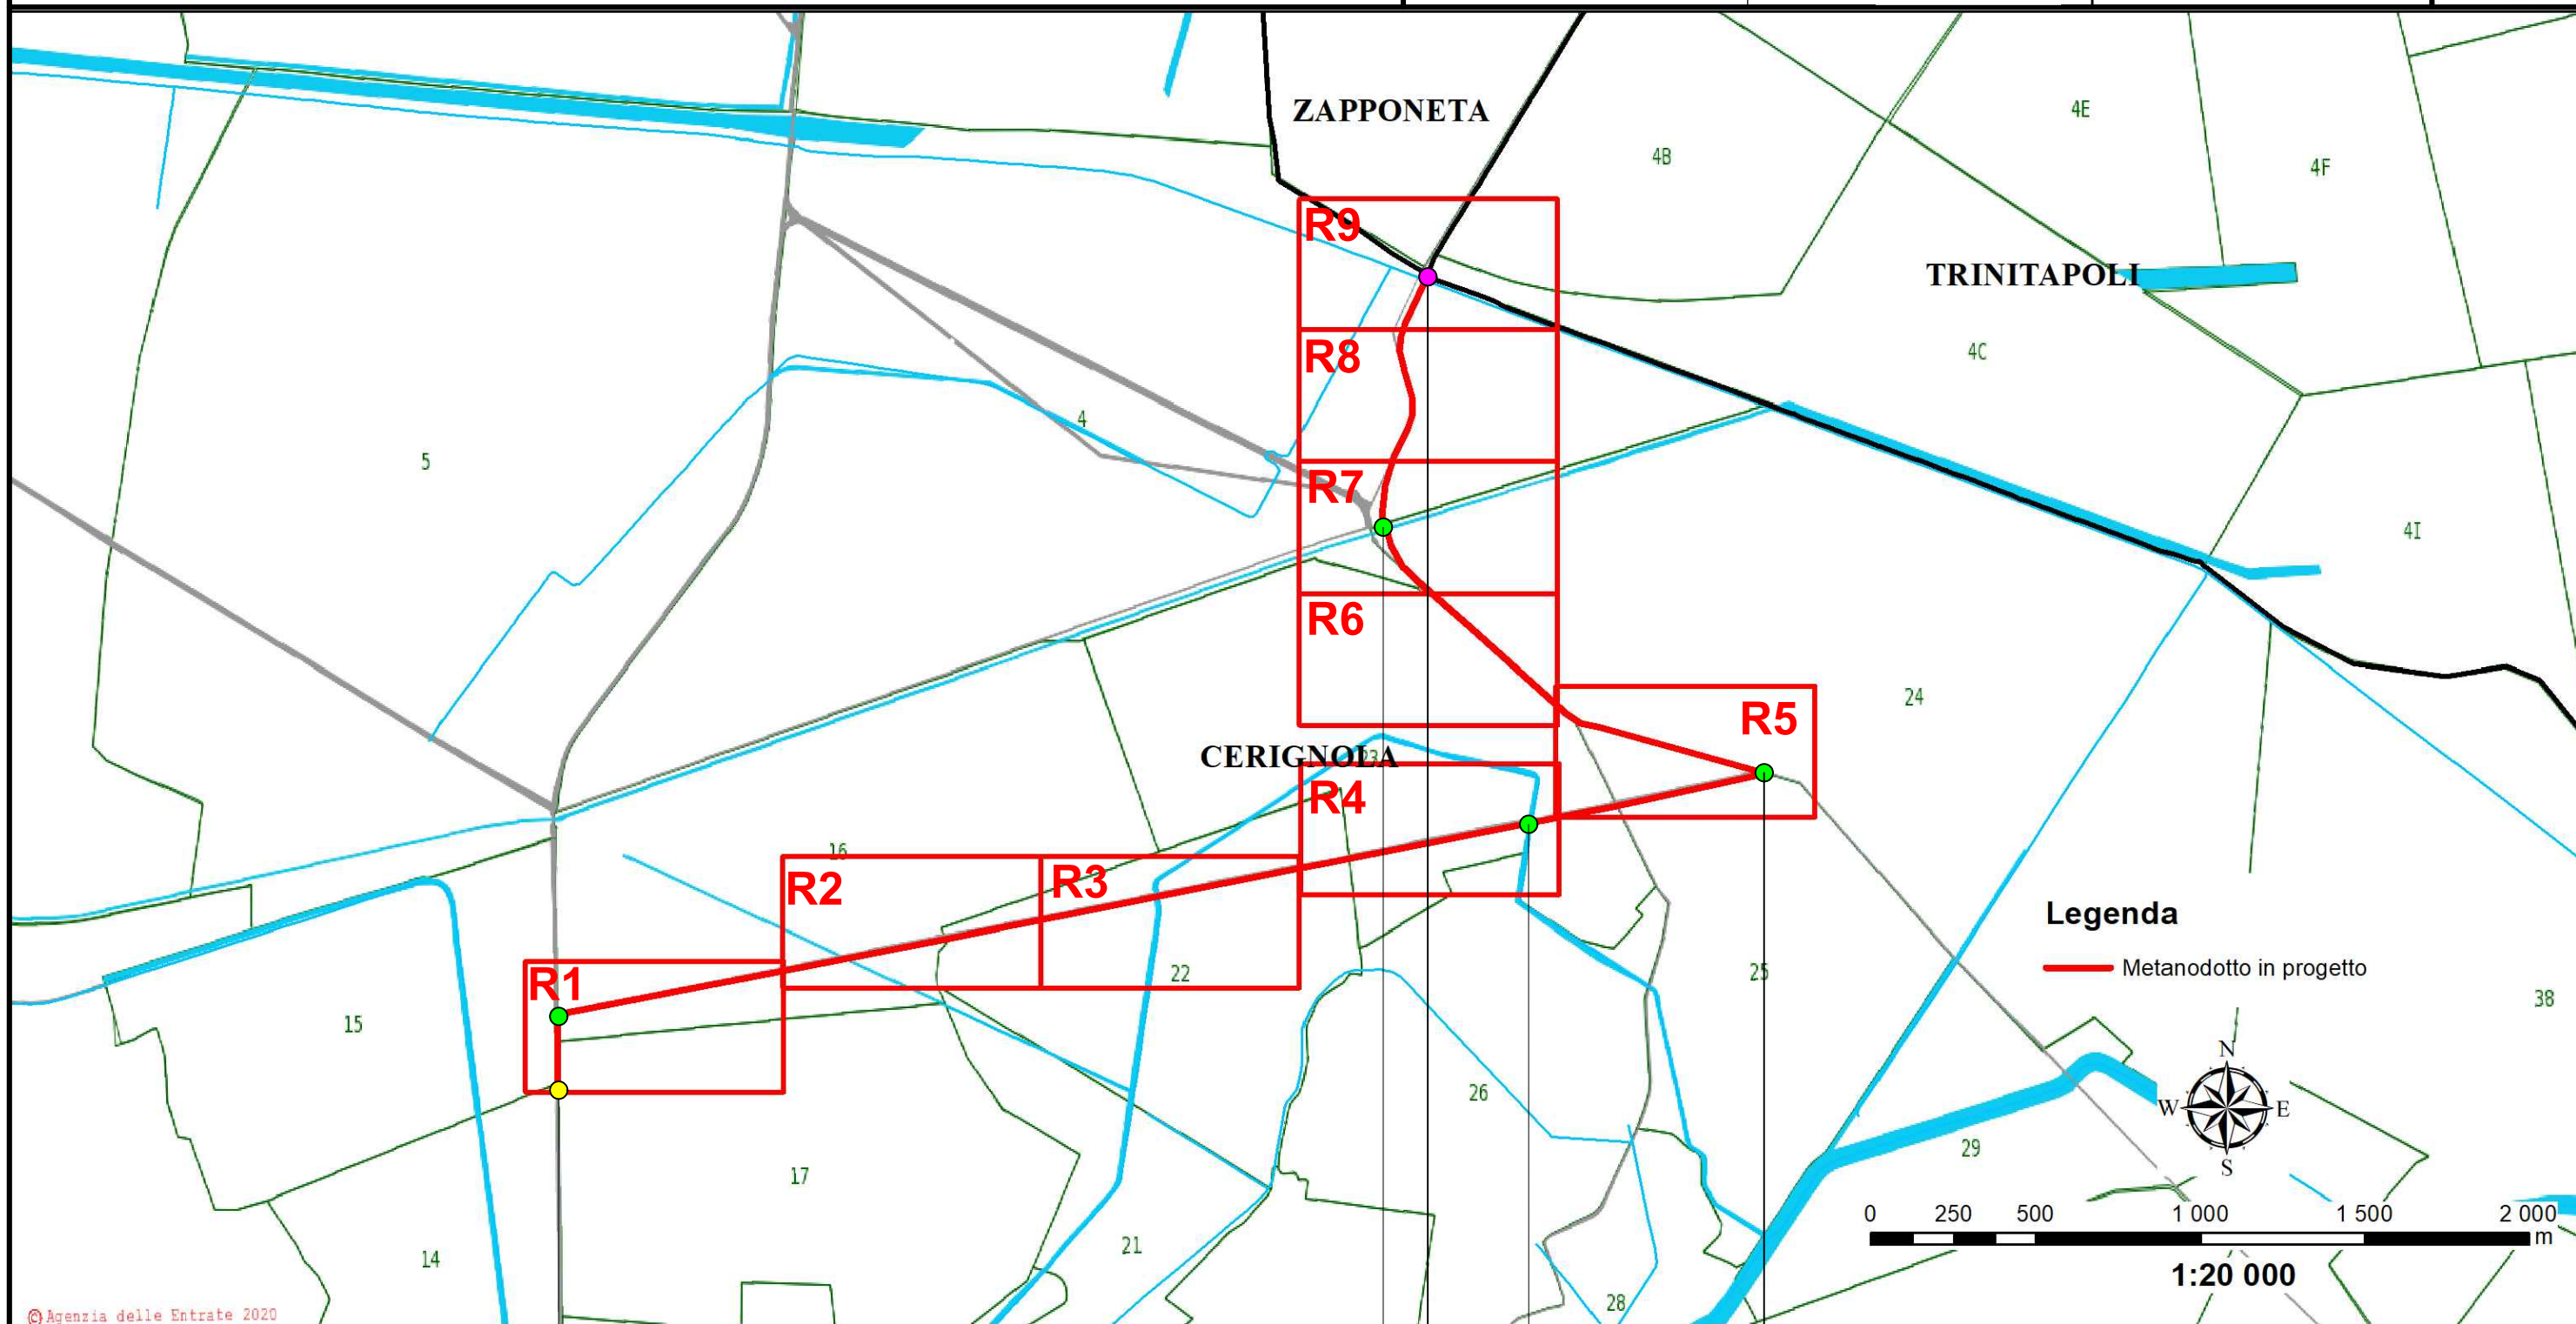 ZAPPONETA
4E
4B
4F
R9
TRINITAPOLI
R8
4C
4
5
R7
4I
R6
24
R5
CERIGNOLA
23
R4
16
R2
R3
Legenda
Metanodotto in progetto
22
25
R1
38
15
N
W
E
S
26
29
17
0 250 500 1 000 1 500 2 000
m
21
14
1:20 000
28
©Agenzia delle Entrate 2020